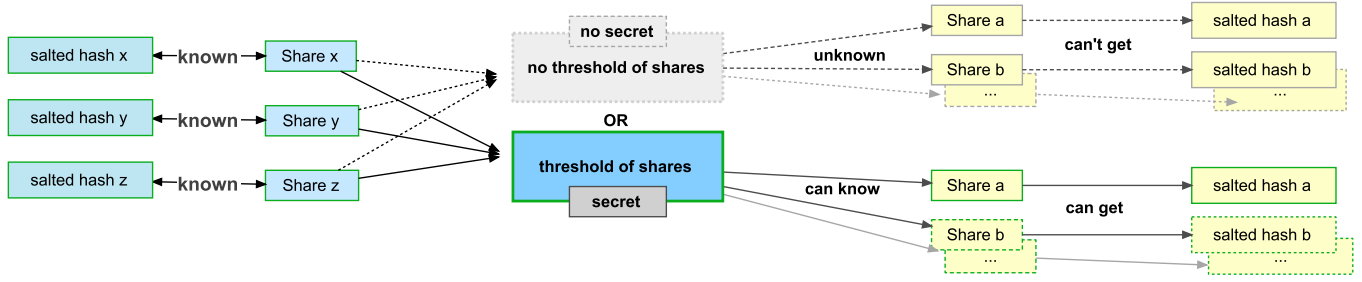 salted hash x
known
Share x
salted hash y
known
Share y
salted hash z
known
Share z
no secret
no threshold of shares
OR
threshold of shares
secret
unknown
Share a
Share b
...
can't get
salted hash a
salted hash b
...
can know
Share a
Share b
...
can get
salted hash a
salted hash b
...